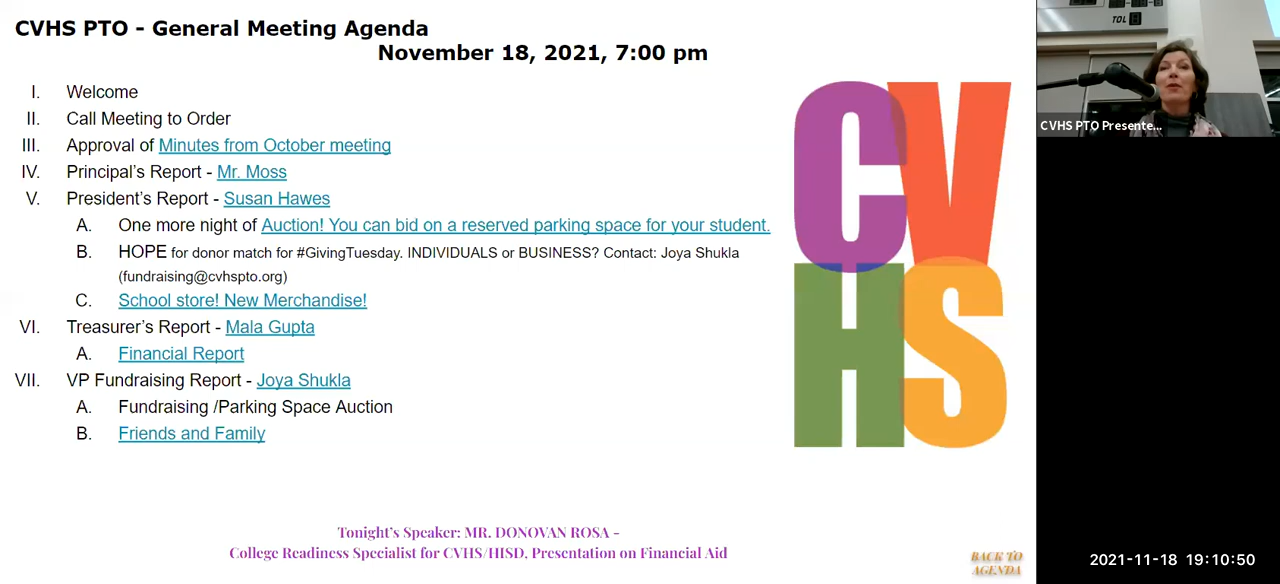 CVHS PTO - General Meeting Agenda
November 18, 2021, 7:00 pm
I. Welcome
II. Call Meeting to Order
III. Approval of Minutes from October meeting
IV. Principal's Report - Mr. Moss
V. President's Report - Susan Hawes
A. One more night of Auction! You can bid on a reserved parking space for your student.
B. HOPE for donor match for #GivingTuesday. INDIVIDUALS or BUSINESS? Contact: Joya Shukla
(fundraising@cvhspto.org)
C. School store! New Merchandise!
VI. Treasurer's Report - Mala Gupta
A. Financial Report
VII. VP Fundraising Report - Joya Shukla
A. Fundraising /Parking Space Auction
B. Friends and Family
CV
HS
Tonight's Speaker: MR. DONOVAN ROSA -
College Readiness Specialist for CVHS/HISD, Presentation on Financial Aid
BACK TO
AGENDA
TOL
CVHS PTO Presente...
2021-11-18 19:10:50